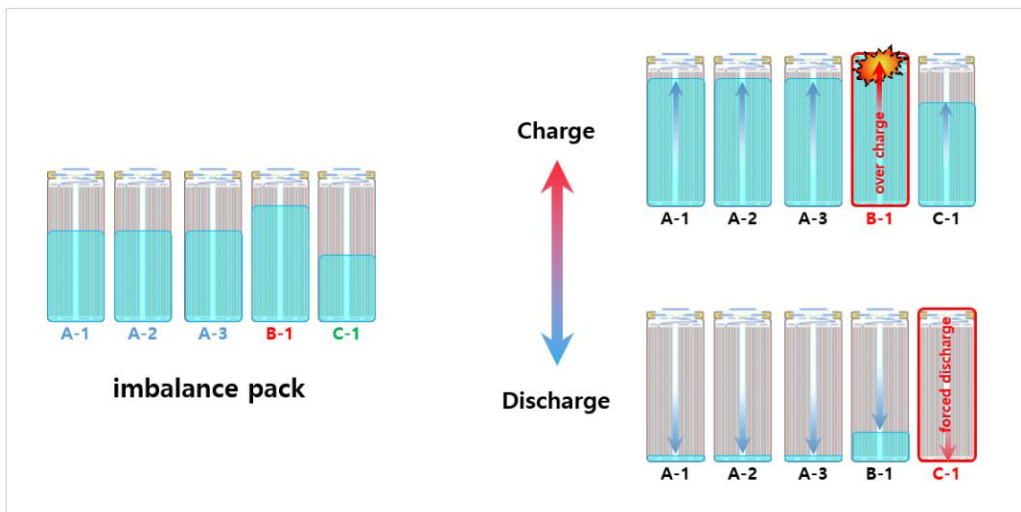 A-1 A-2 A-3 B-1 C-1
imbalance pack
Charge
Discharge
over charge
A-1 A-2 A-3 B-1 C-1
forced discharge
A-1 A-2 A-3 B-1 C-1